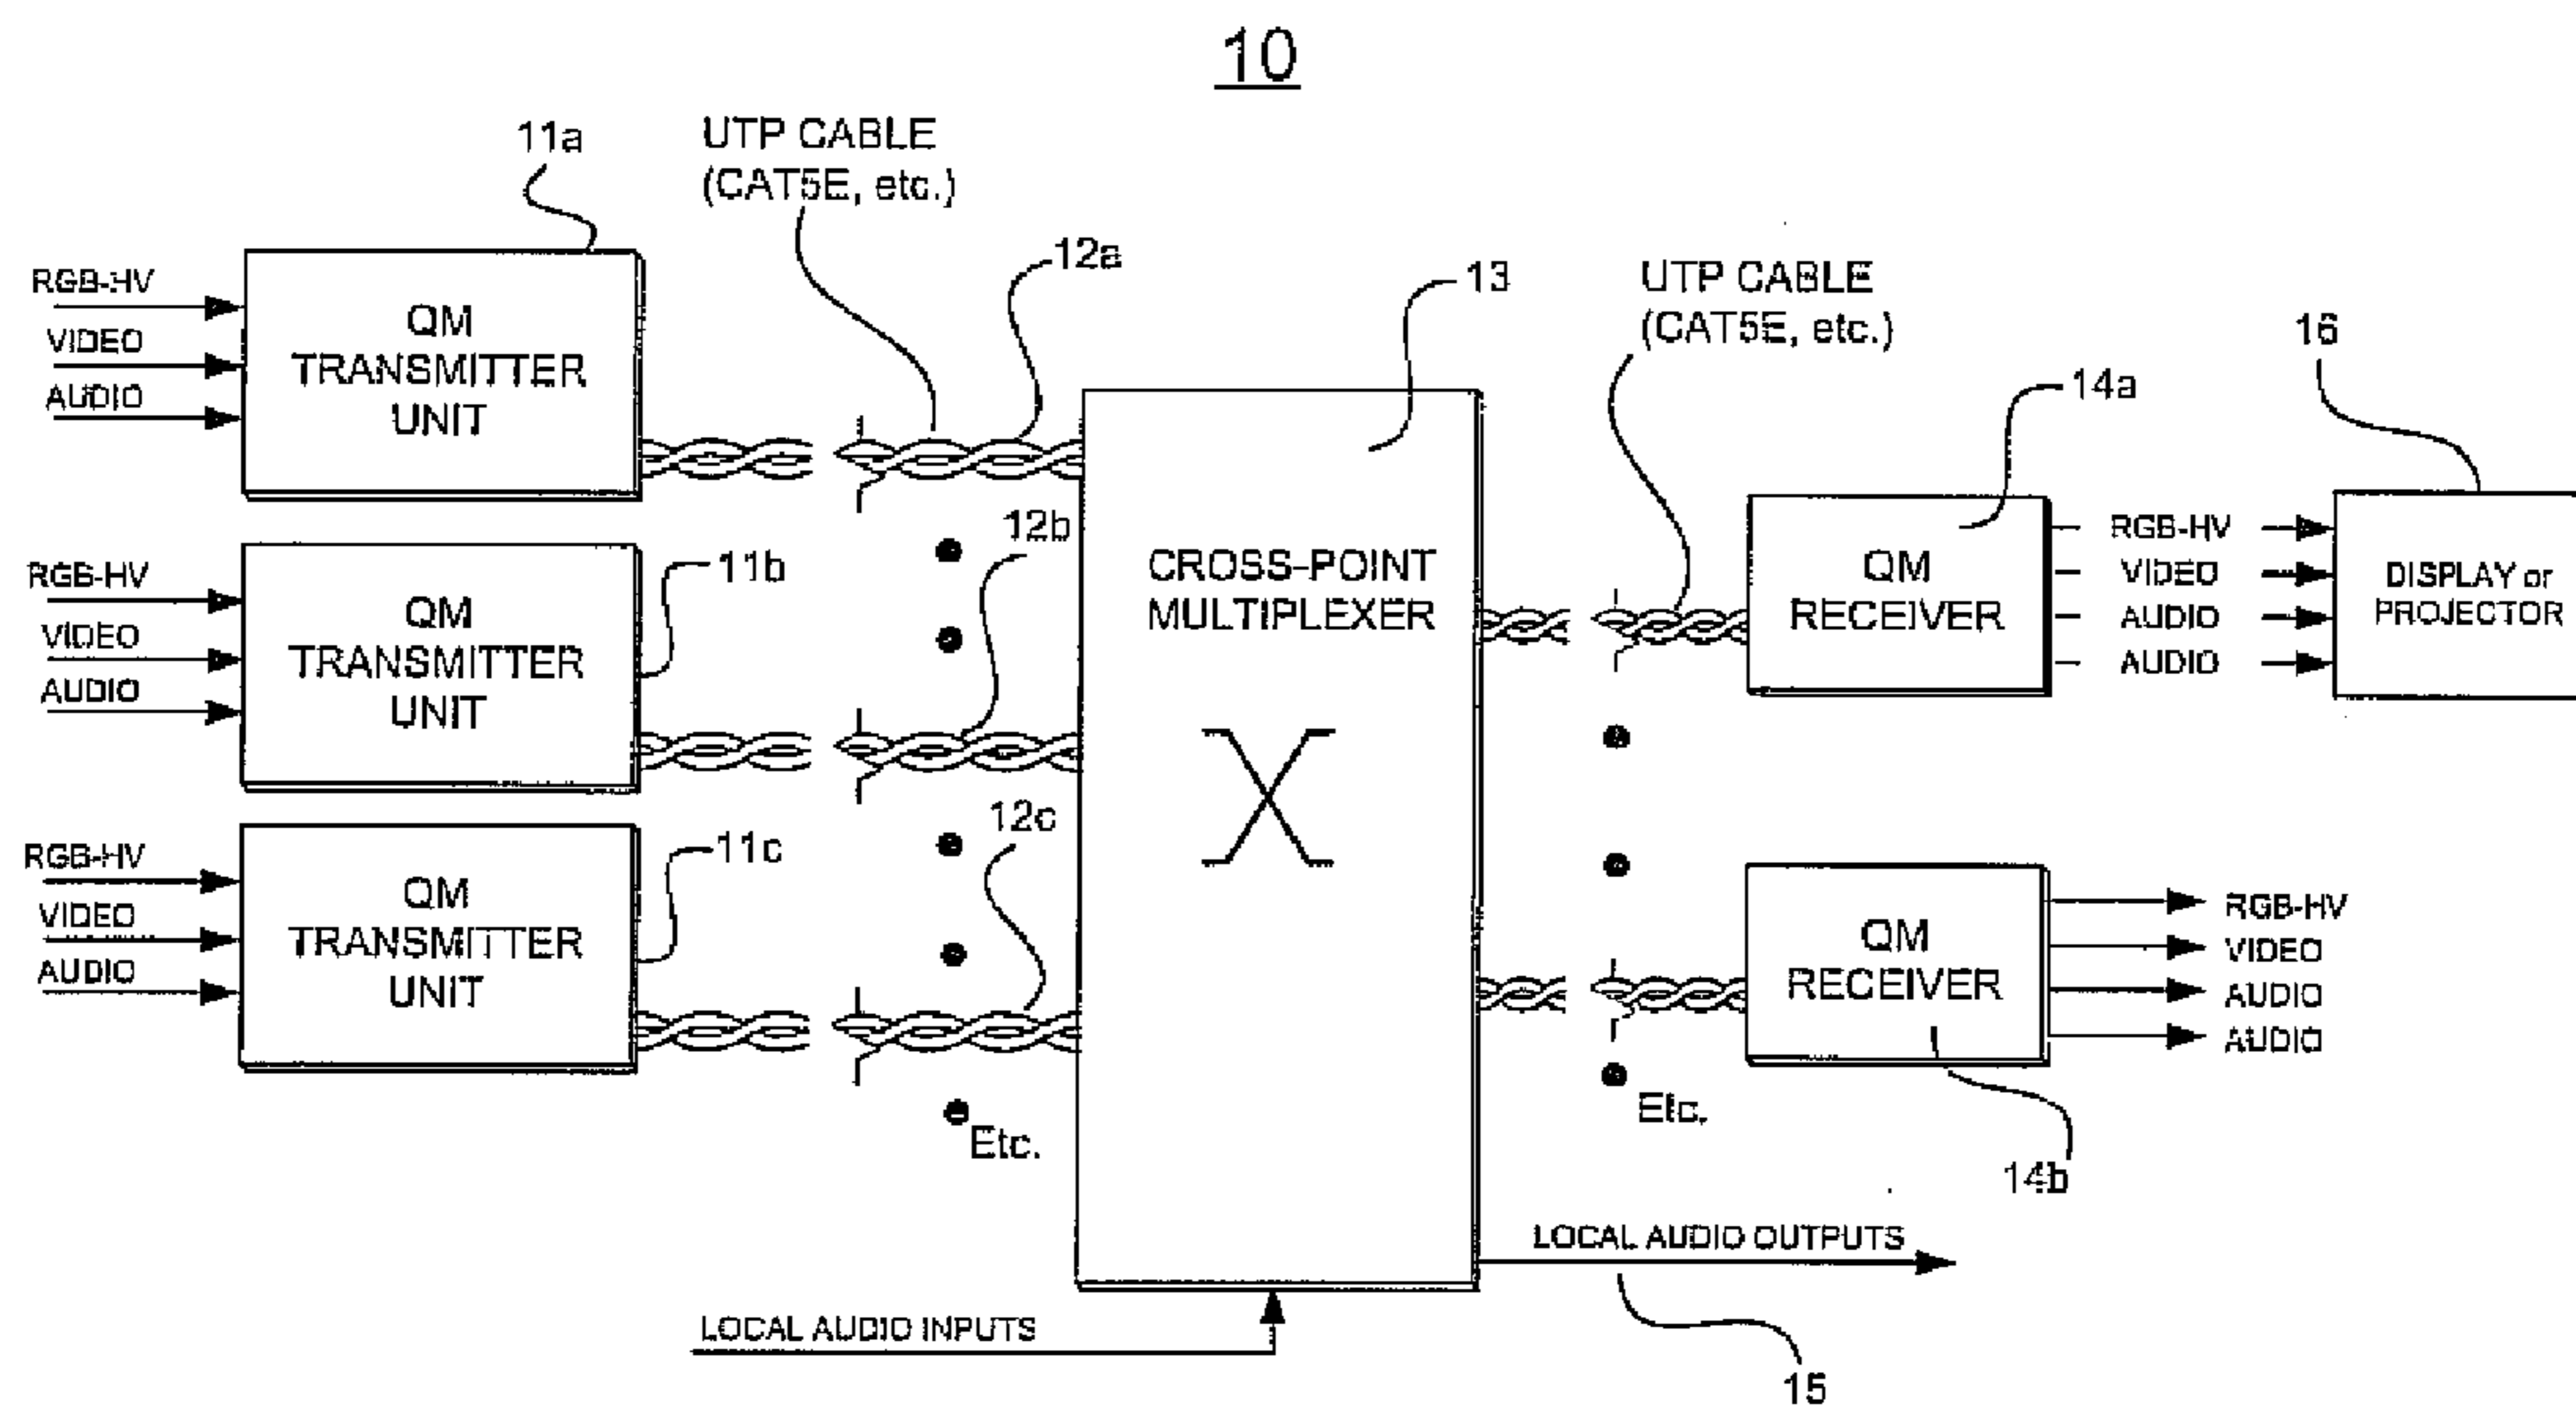 10
11a
UTP CABLE
(CAT5E, etc.)
12a
13
UTP CABLE
(CAT5E, etc.)
16
14a
RGB-HV
VIDEO
AUDIO
QM
TRANSMITTER
UNIT
12b
RGB-HV
VIDEO
AUDIO
QM
TRANSMITTER
UNIT
11b
CROSS-POINT
MULTIPLEXER
QM
RECEIVER
RGB-HV
VIDEO
AUDIO
AUDIO
DISPLAY or
PROJECTOR
12c
RGB-HV
VIDEO
AUDIO
QM
TRANSMITTER
UNIT
11c
QM
RECEIVER
RGB-HV
VIDEO
AUDIO
AUDIO
Etc.
Etc.
14b
LOCAL AUDIO OUTPUTS
LOCAL AUDIO INPUTS
15